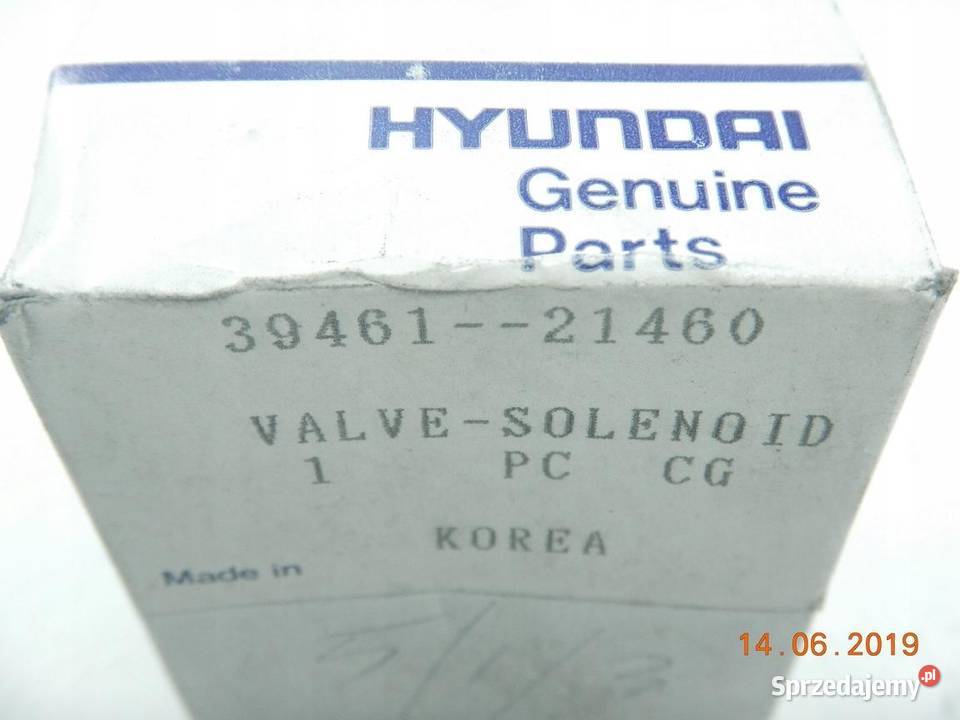 HYUNDAI
Genuine
Parts
39461--21460
VALVE-SOLENOID
1 PC CG
KOREA
Made in
14.06.2019
Sprzedajemy.pl